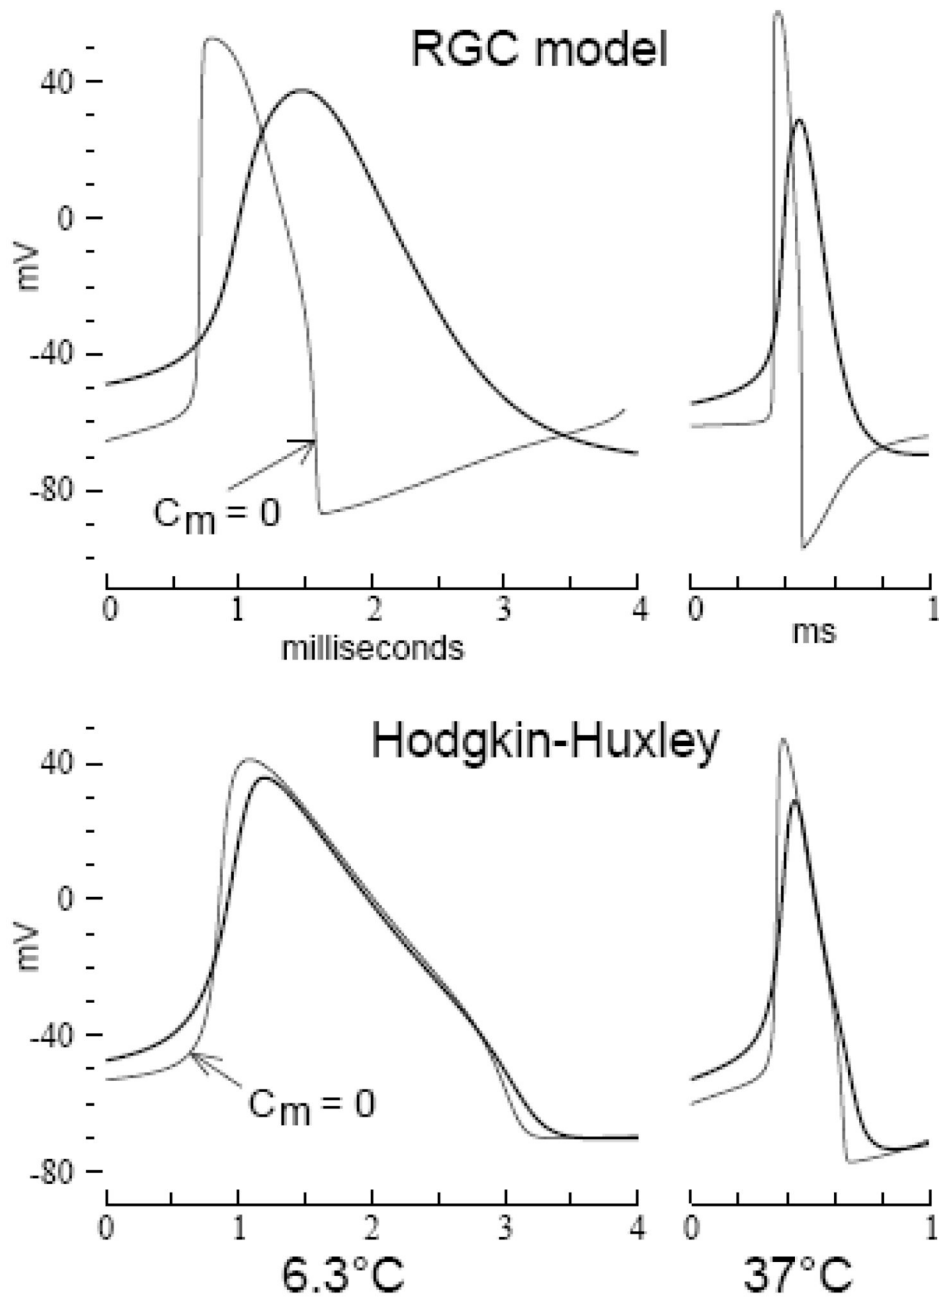 RGC model
40
0
-40
-80
mV
Cm = 0
0 1 2 3 4
milliseconds
0 1
ms
Hodgkin-Huxley
40
0
-40
-80
mV
Cm = 0
0 1 2 3 4
0 1
6.3°C
37°C